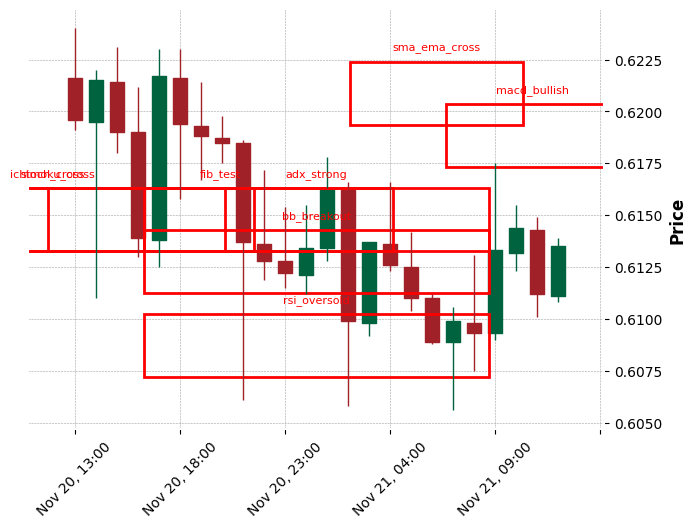 sma_ema_cross
macd_bullish
fib_test
adx_strong
bb_breakout
rsi_oversold
0.6225
0.6200
0.6175
0.6150
0.6125
0.6100
0.6075
0.6050
Price
Nov 20, 13:00
Nov 20, 18:00
Nov 20, 23:00
Nov 21, 04:00
Nov 21, 09:00